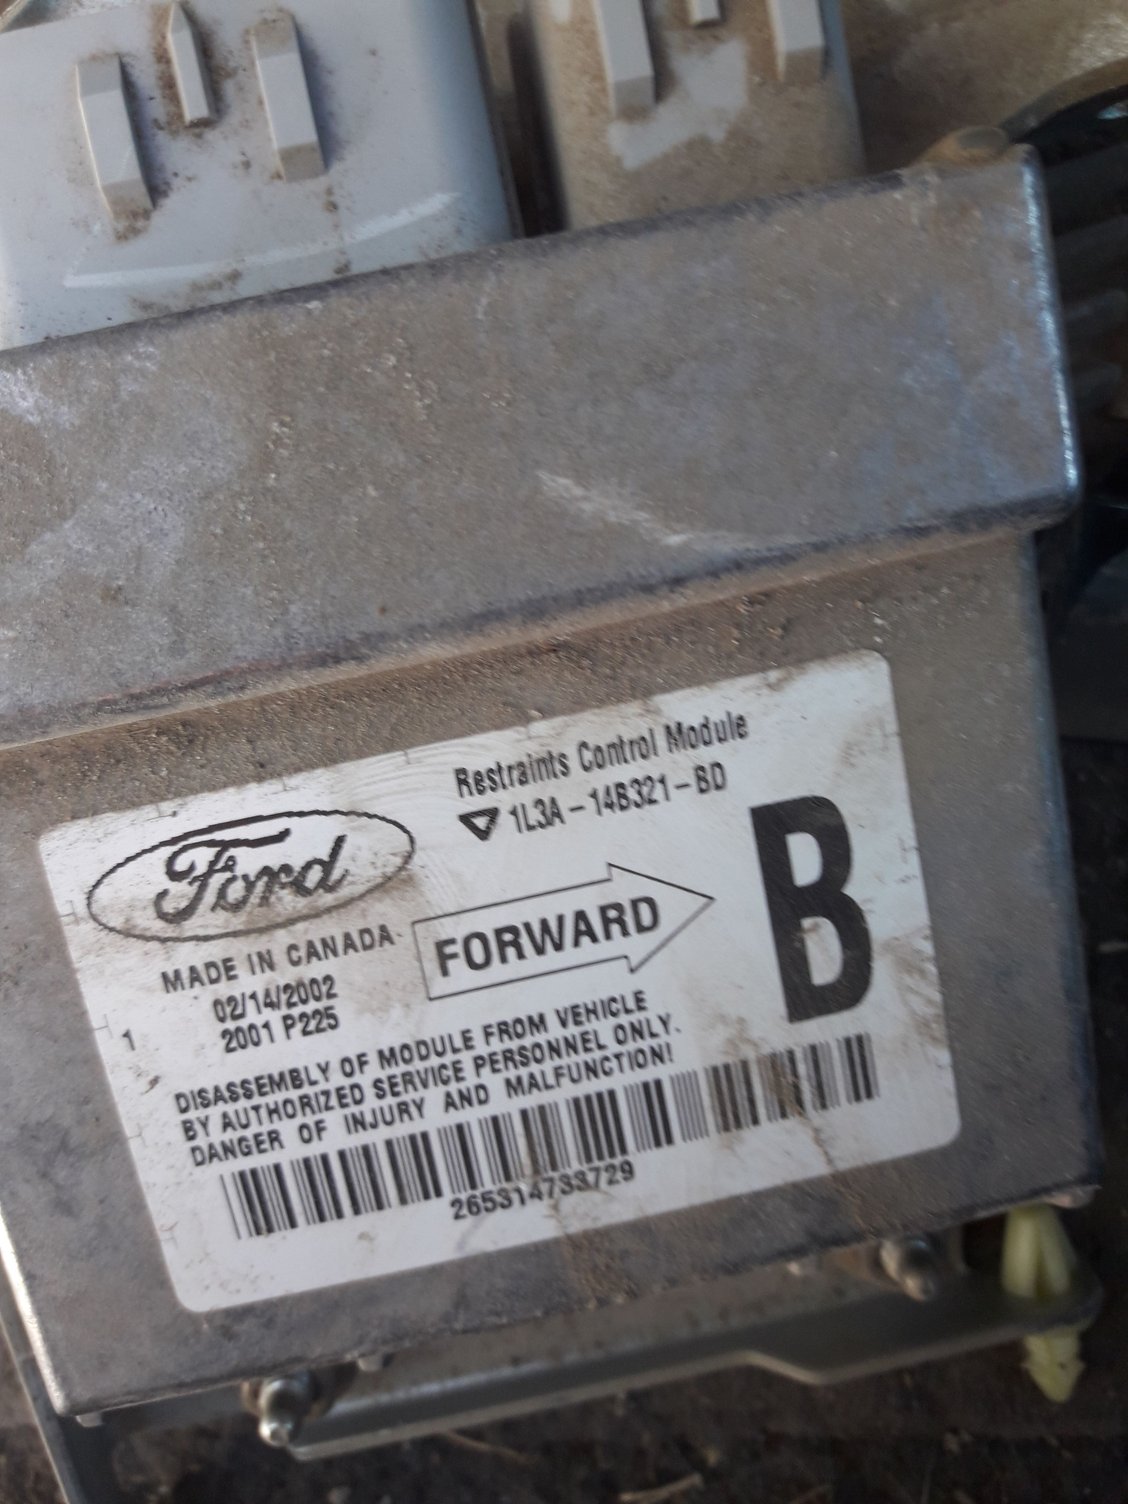 Restraints Control Module
1L3A-14B321-BD
Ford
FORWARD
B
MADE IN CANADA
02/14/2002
2001 P225
1
DISASSEMBLY OF MODULE FROM VEHICLE
BY AUTHORIZED SERVICE PERSONNEL ONLY.
DANGER OF INJURY AND MALFUNCTION!
265314733729